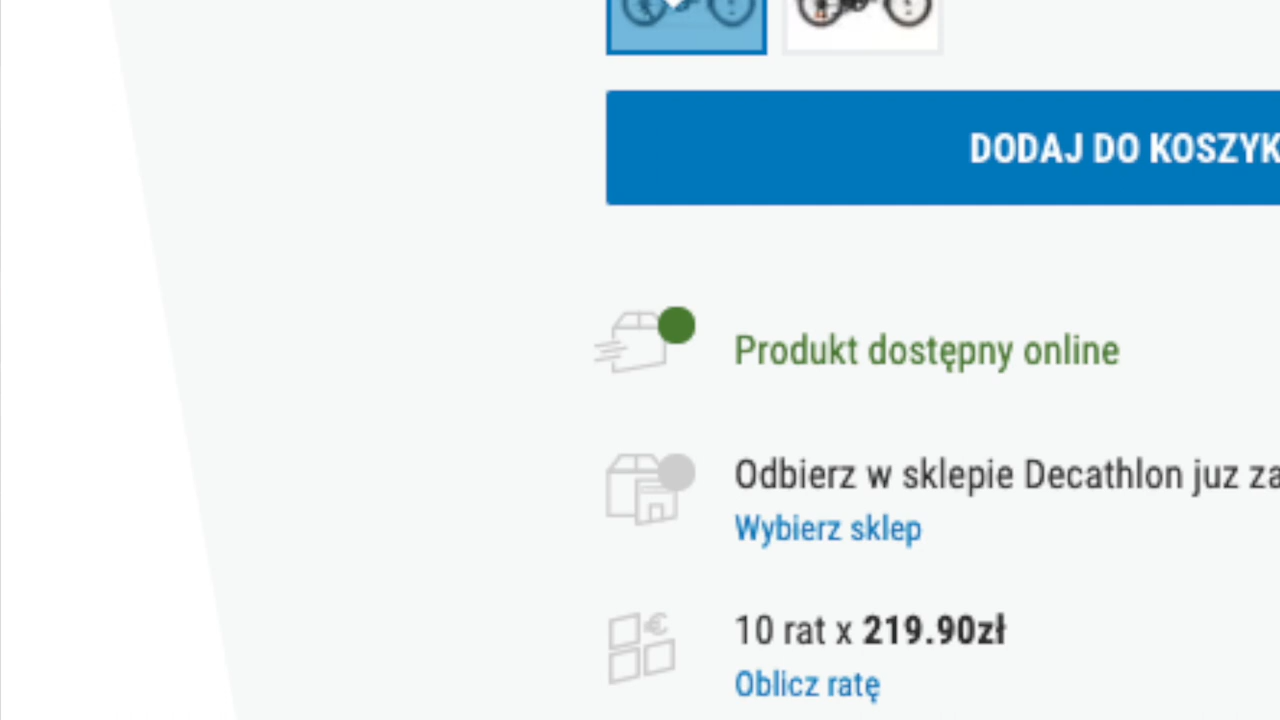 DODAJ DO KOSZYK
Produkt dostępny online
Odbierz w sklepie Decathlon juz za
Wybierz sklep
10 rat x 219.90zł
Oblicz ratę